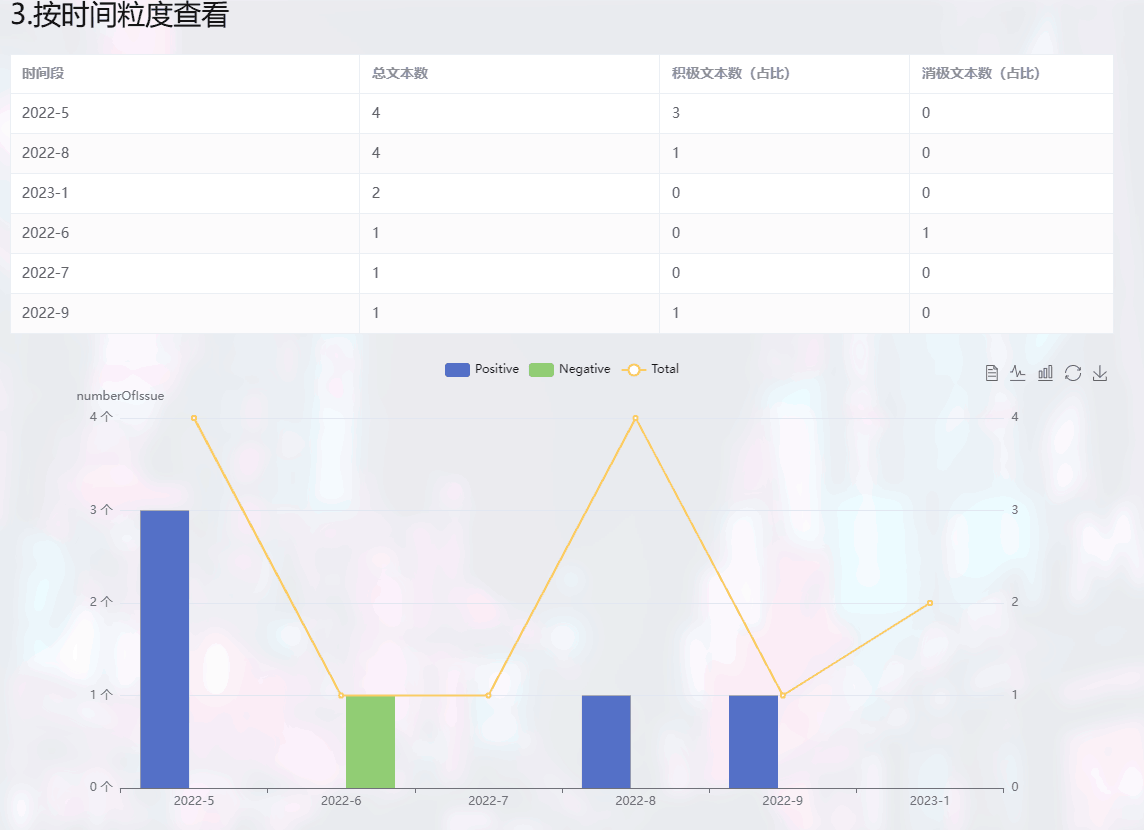 3.按时间粒度查看
时间段 总文本数 积极文本数（占比） 消极文本数（占比）
2022-5 4 3 0
2022-8 4 1 0
2023-1 2 0 0
2022-6 1 0 1
2022-7 1 0 0
2022-9 1 1 0
Positive Negative Total
numberOfIssue
4 个 4
3 个 3
2 个 2
1 个 1
0 个 0
2022-5 2022-6 2022-7 2022-8 2022-9 2023-1